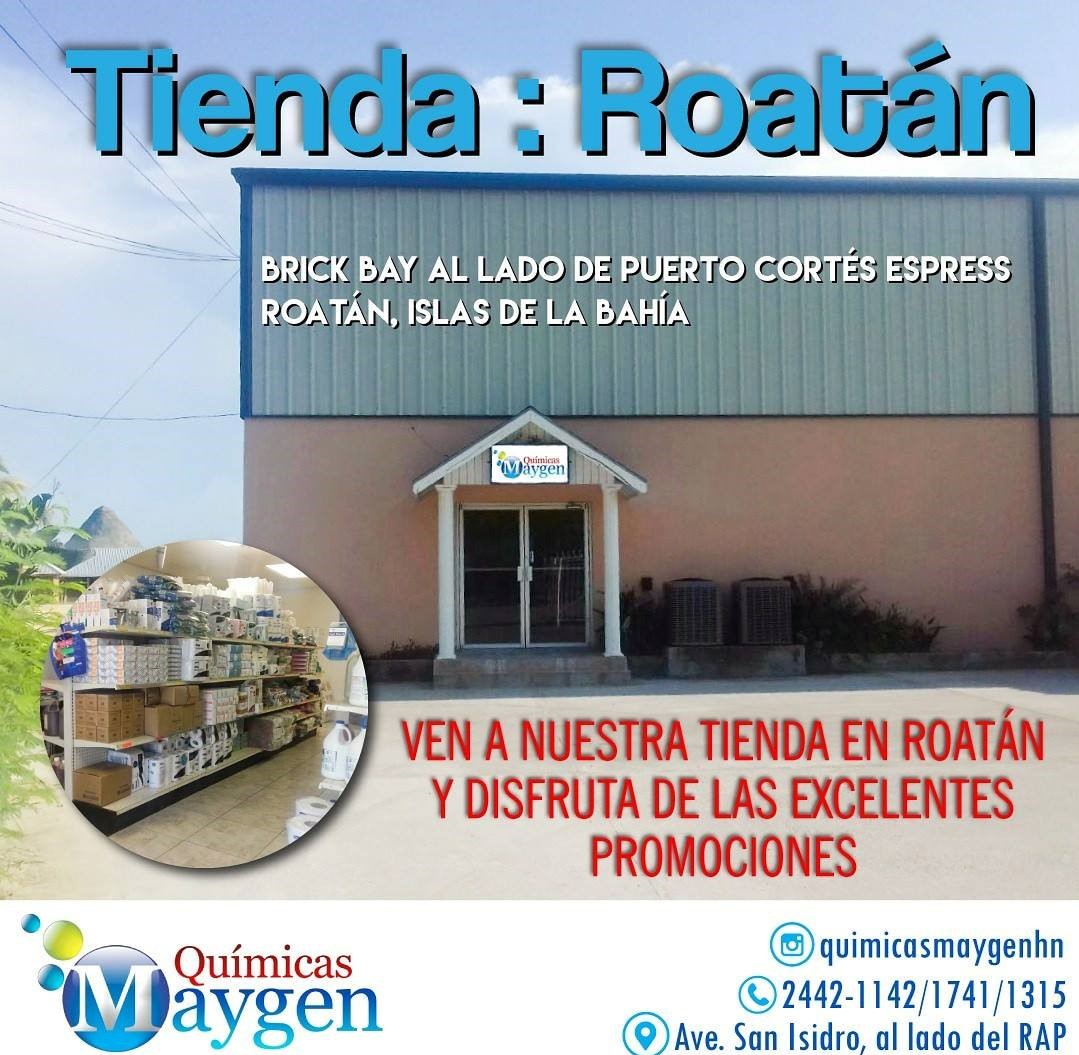 Tienda : Roatán
BRICK BAY AL LADO DE PUERTO CORTÉS ESPRESS
ROATÁN, ISLAS DE LA BAHÍA
Químicas
Maygen
VEN A NUESTRA TIENDA EN ROATÁN
Y DISFRUTA DE LAS EXCELENTES
PROMOCIONES
Químicas
Maygen
quimicasmaygenhn
2442-1142/1741/1315
Ave. San Isidro, al lado del RAP